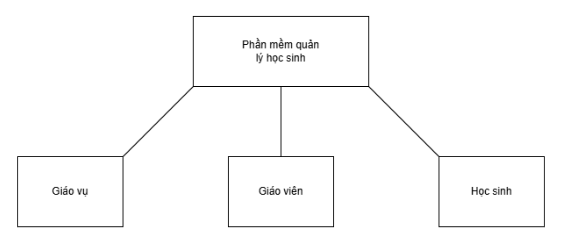 Phần mềm quản
lý học sinh
Giáo vụ
Giáo viên
Học sinh